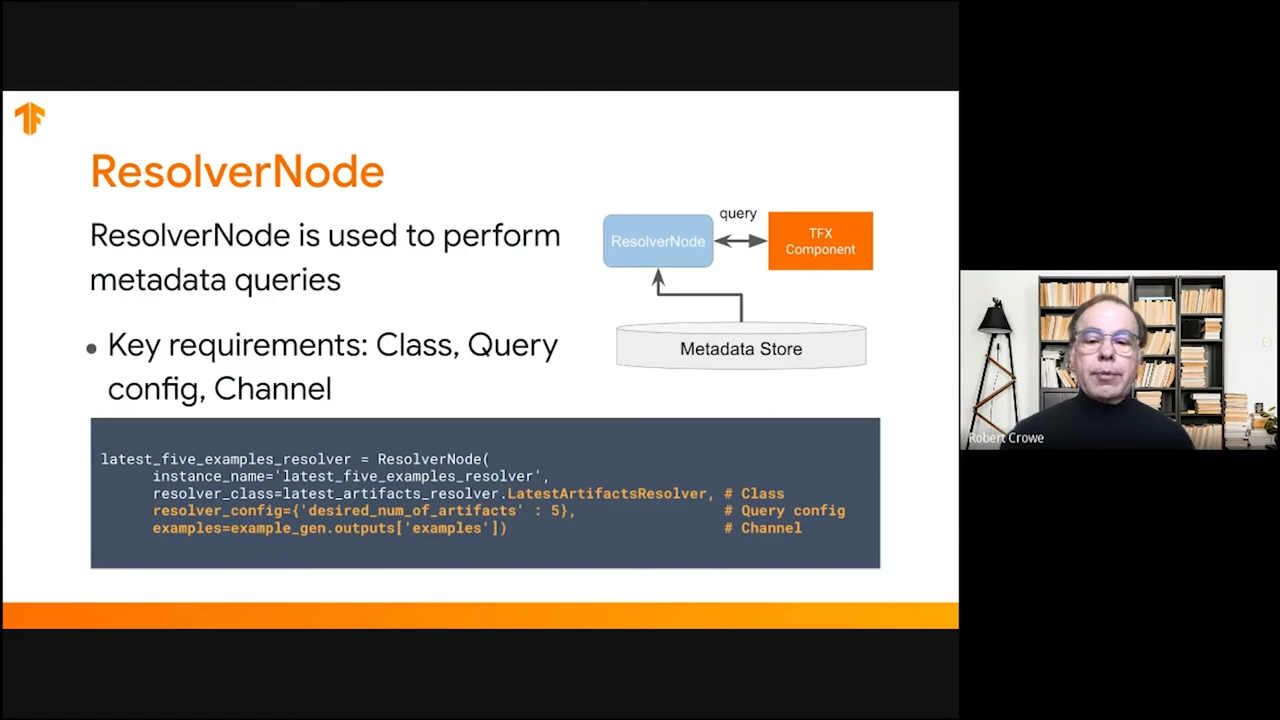 ResolverNode
ResolverNode is used to perform
metadata queries
• Key requirements: Class, Query
config, Channel
query
ResolverNode
TFX
Component
Metadata Store
latest_five_examples_resolver = ResolverNode(
instance_name='latest_five_examples_resolver',
resolver_class=latest_artifacts_resolver.LatestArtifactsResolver, # Class
resolver_config={'desired_num_of_artifacts' : 5}, # Query config
examples=example_gen.outputs['examples']) # Channel
Robert Crowe